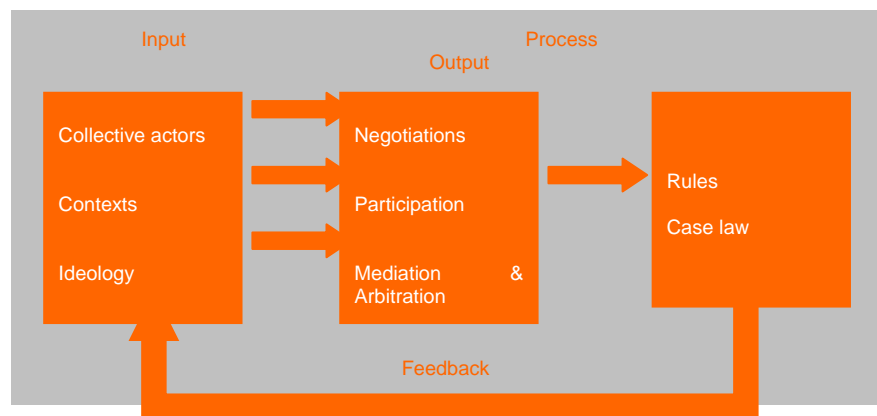 Input
Process
Output
Collective actors
Contexts
Ideology
Negotiations
Participation
Mediation &
Arbitration
Rules
Case law
Feedback